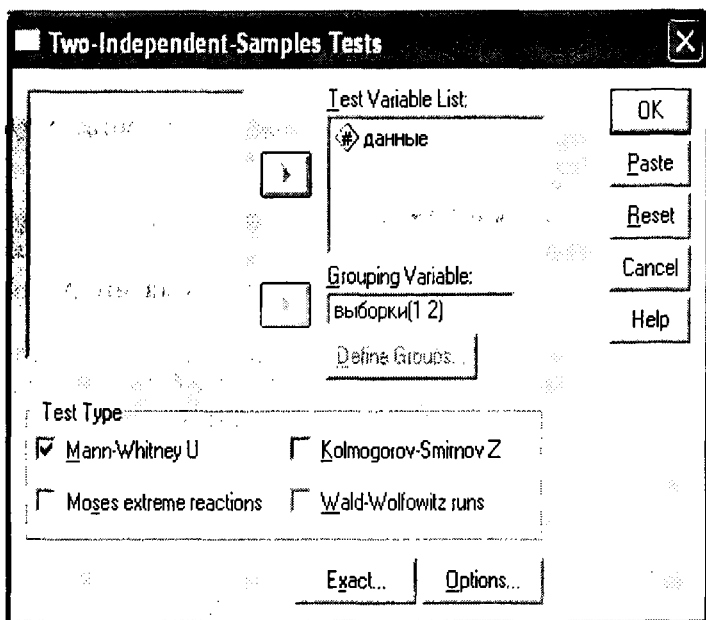 Two-Independent-Samples Tests
Test Variable List:
данные
OK
Paste
Reset
Cancel
Help
Grouping Variable:
выборки(1 2)
Define Groups...
Test Type
Mann-Whitney U
Kolmogorov-Smirnov Z
Moses extreme reactions
Wald-Wolfowitz runs
Exact...
Options...